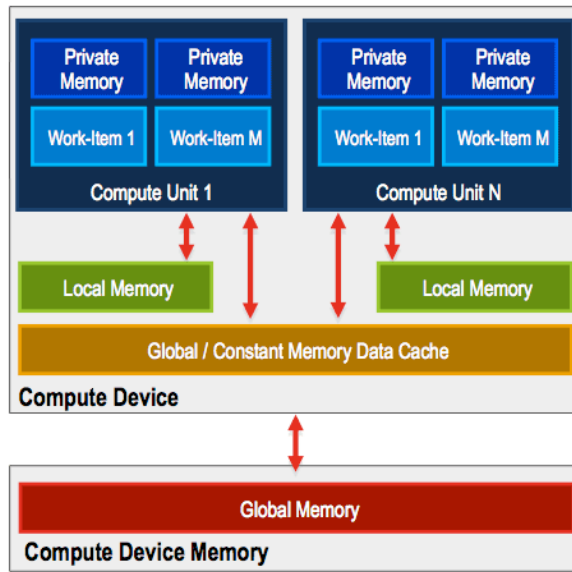 Private
Memory
Private
Memory
Private
Memory
Private
Memory
Work-Item 1
Work-Item M
Work-Item 1
Work-Item M
Compute Unit 1
Compute Unit N
Local Memory
Local Memory
Global / Constant Memory Data Cache
Compute Device
Global Memory
Compute Device Memory